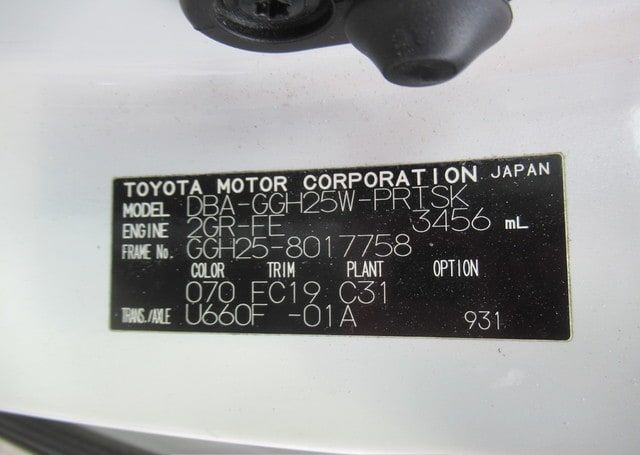 TOYOTA MOTOR CORPORATION JAPAN
MODEL DBA-GGH25W-PRTSK
ENGINE 2GR-FE 3456 mL
FRAME No. GGH25-8017758
COLOR TRIM PLANT OPTION
070 FC19 C31
TRANS./AXLE U660F -01A 931